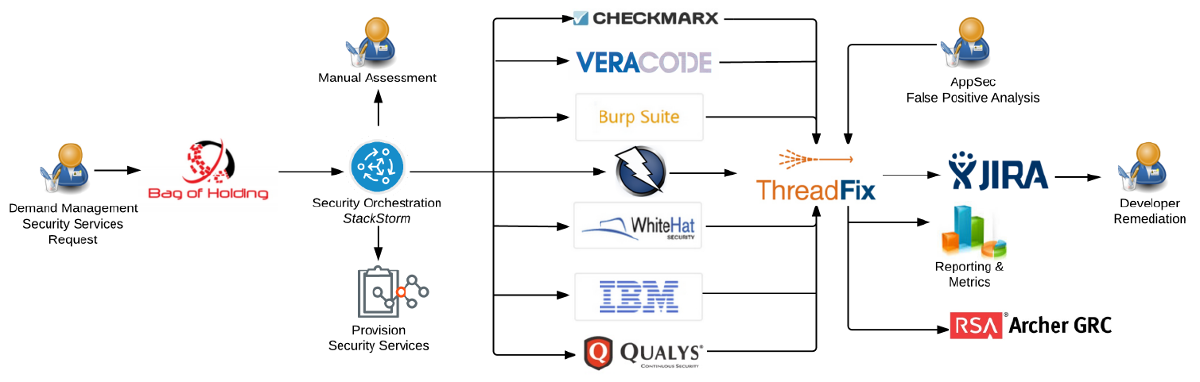 Demand Management
Security Services
Request
Bag of Holding
Manual Assessment
Security Orchestration
StackStorm
Provision
Security Services
CHECKMARX
VERACODE
Burp Suite
WhiteHat
SECURITY
IBM
Q QUALYS®
CONTINUOUS SECURITY
ThreadFix
AppSec
False Positive Analysis
JIRA
Developer
Remediation
Reporting &
Metrics
RSA® Archer GRC